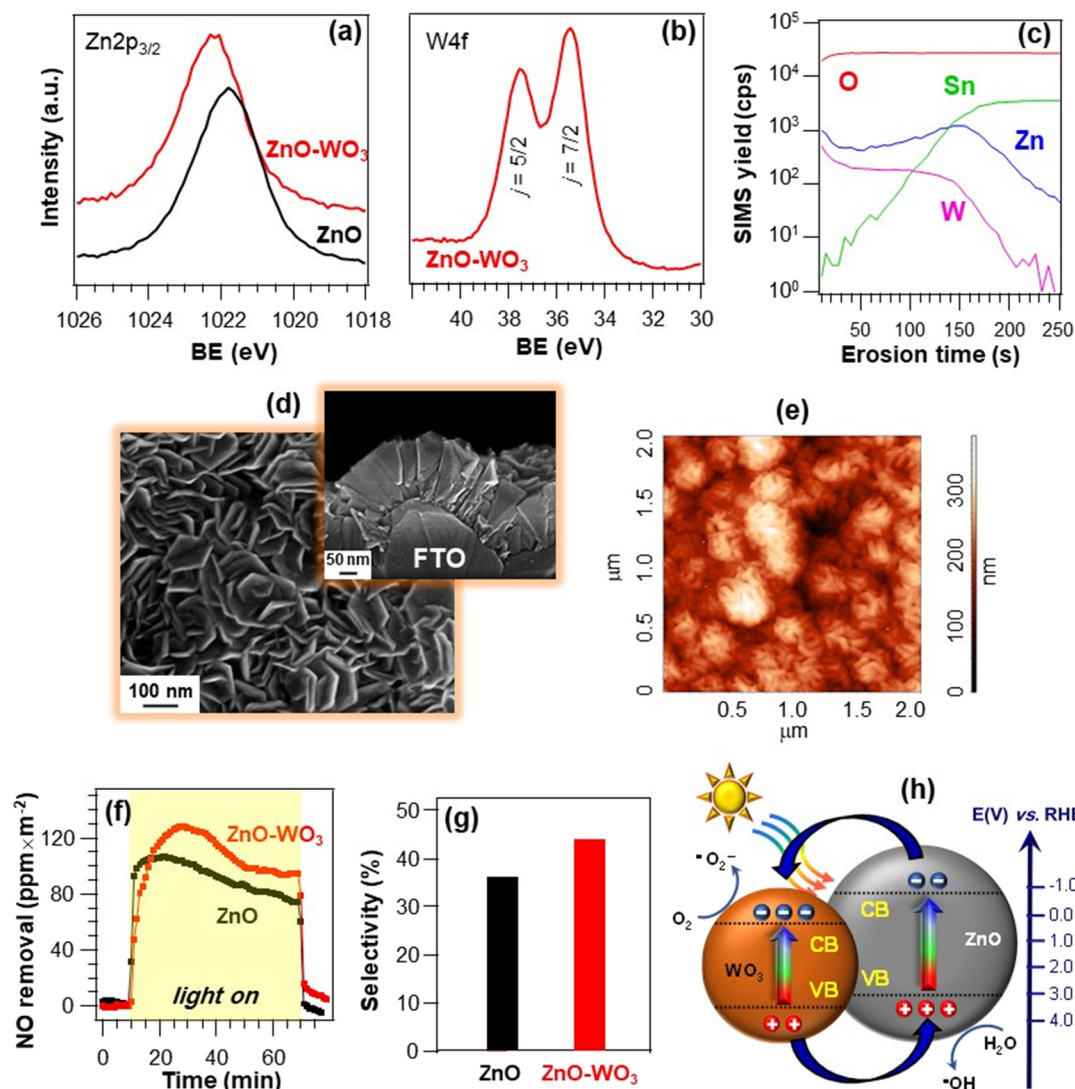 Zn2p3/2
(a)
ZnO-WO3
ZnO
Intensity (a.u.)
1026 1024 1022 1020 1018
BE (eV)
W4f
(b)
j = 5/2
j = 7/2
ZnO-WO3
40 38 36 34 32 30
BE (eV)
(c)
O
Sn
Zn
W
SIMS yield (cps)
10⁵
10⁴
10³
10²
10¹
10⁰
50 100 150 200 250
Erosion time (s)
(d)
100 nm
FTO
50 nm
(e)
2.0
1.5
1.0
0.5
0
μm
0.5 1.0 1.5 2.0
μm
300
200
100
0
nm
(f)
ZnO-WO3
ZnO
light on
NO removal (ppm×m⁻²)
120
80
40
0
0 20 40 60
Time (min)
(g)
Selectivity (%)
50
40
30
20
10
0
ZnO ZnO-WO3
(h)
E(V) vs. RHE
-1.0
0.0
1.0
2.0
3.0
4.0
·O2⁻
O2
CB
VB
WO3
CB
VB
ZnO
H2O
·OH